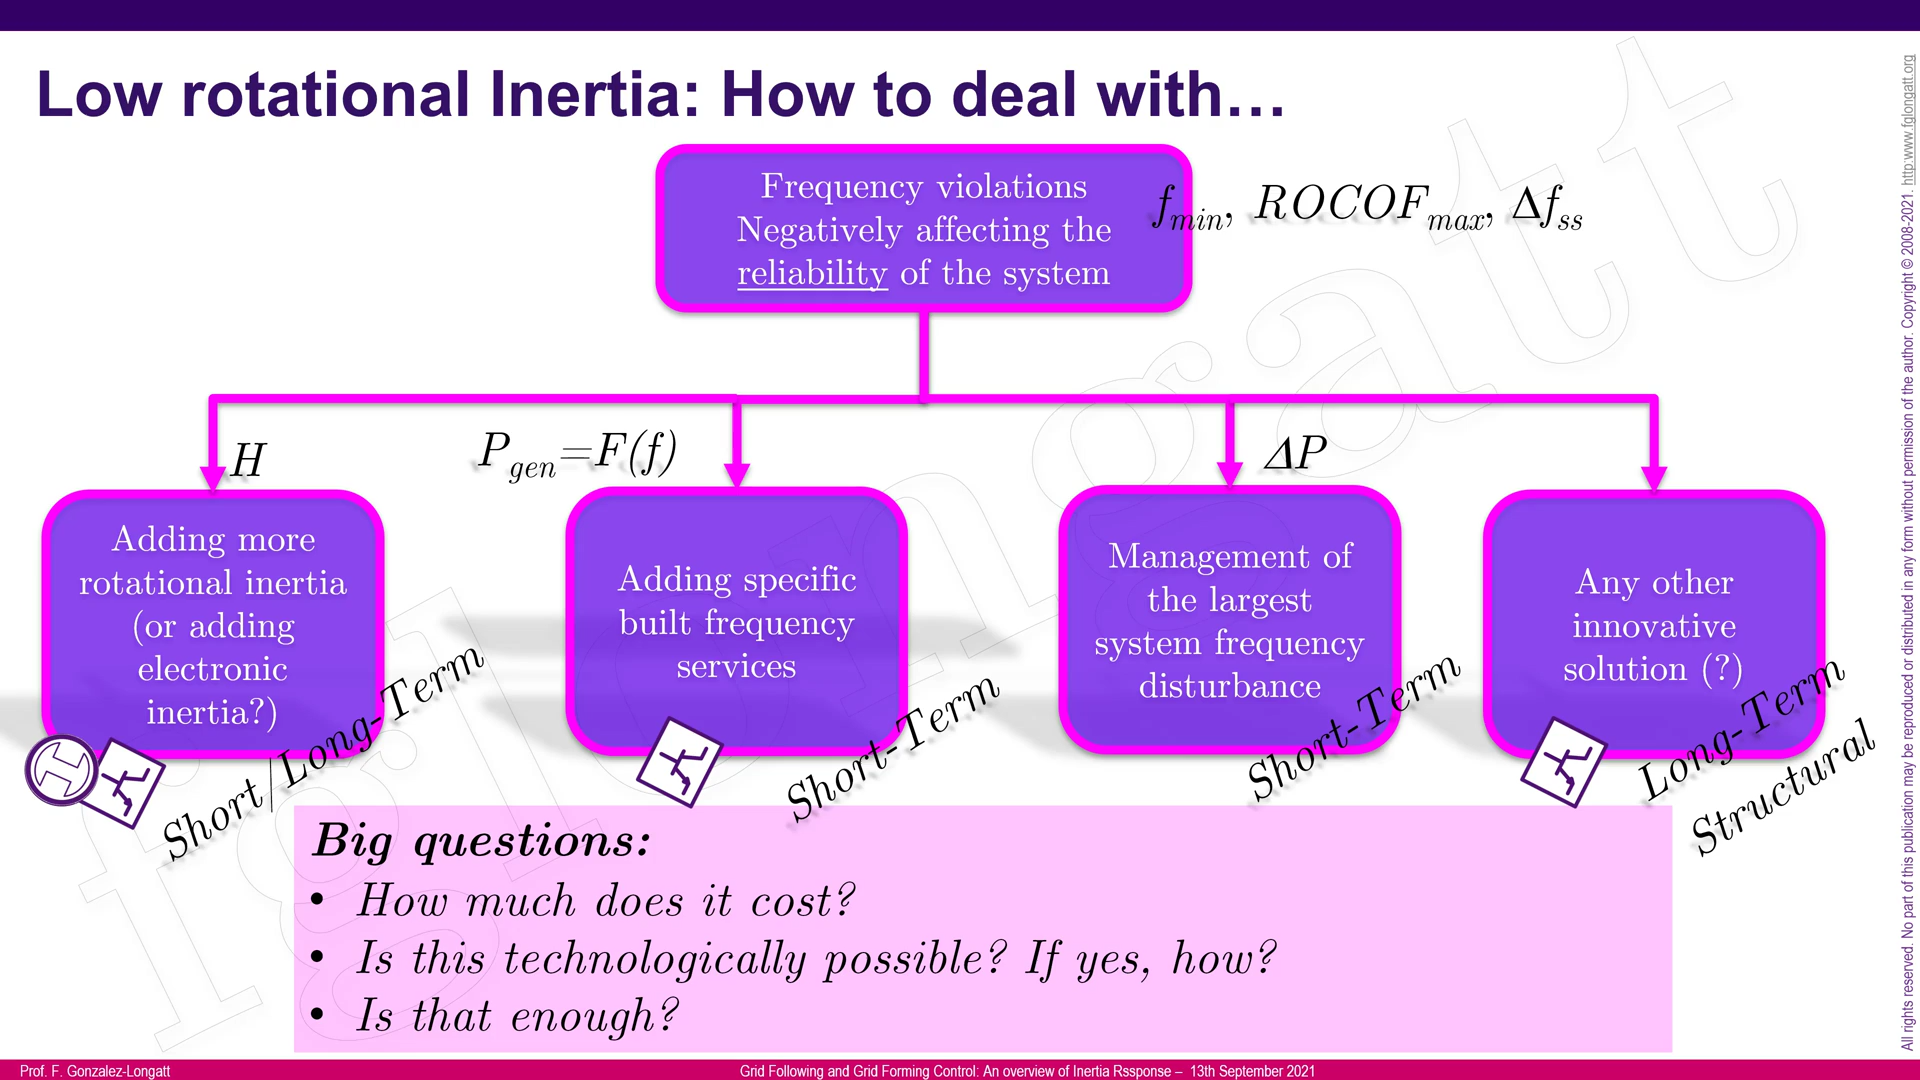 Low rotational Inertia: How to deal with…
Frequency violations
Negatively affecting the
reliability of the system
fmin, ROCOFmax, Δfss
H
Pgen=F(f)
ΔP
Adding more
rotational inertia
(or adding
electronic
inertia?)
Short/Long-Term
Adding specific
built frequency
services
Short-Term
Management of
the largest
system frequency
disturbance
Short-Term
Any other
innovative
solution (?)
Long-Term
Structural
Big questions:
• How much does it cost?
• Is this technologically possible? If yes, how?
• Is that enough?
Prof. F. Gonzalez-Longatt
Grid Following and Grid Forming Control: An overview of Inertia Rssponse – 13th September 2021
All rights reserved. No part of this publication may be reproduced or distributed in any form without permission of the author. Copyright © 2008-2021. http:www.fglongatt.org
fglongatt